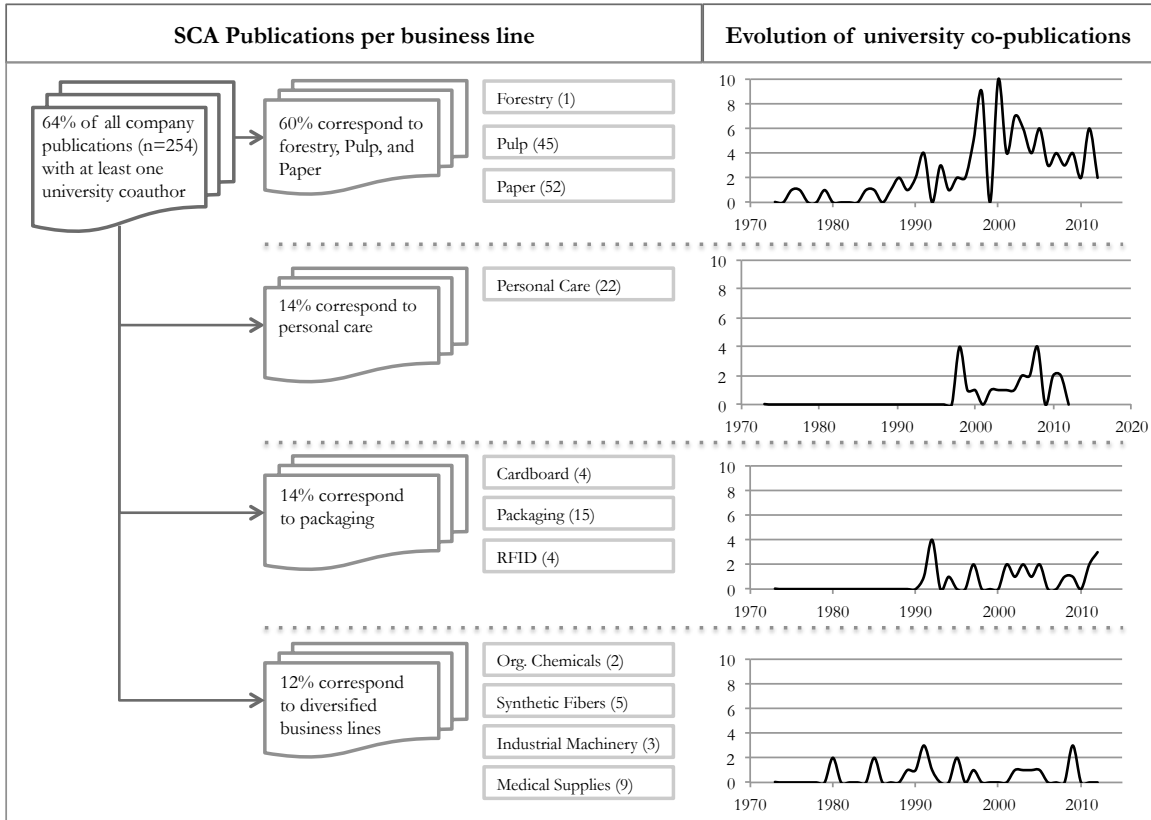 SCA Publications per business line
Evolution of university co-publications
64% of all company
publications (n=254)
with at least one
university coauthor
60% correspond to
forestry, Pulp, and
Paper
Forestry (1)
Pulp (45)
Paper (52)
10
8
6
4
2
0
1970 1980 1990 2000 2010
14% correspond to
personal care
Personal Care (22)
10
8
6
4
2
0
1970 1980 1990 2000 2010 2020
14% correspond
to packaging
Cardboard (4)
Packaging (15)
RFID (4)
10
8
6
4
2
0
1970 1980 1990 2000 2010
12% correspond
to diversified
business lines
Org. Chemicals (2)
Synthetic Fibers (5)
Industrial Machinery (3)
Medical Supplies (9)
10
8
6
4
2
0
1970 1980 1990 2000 2010